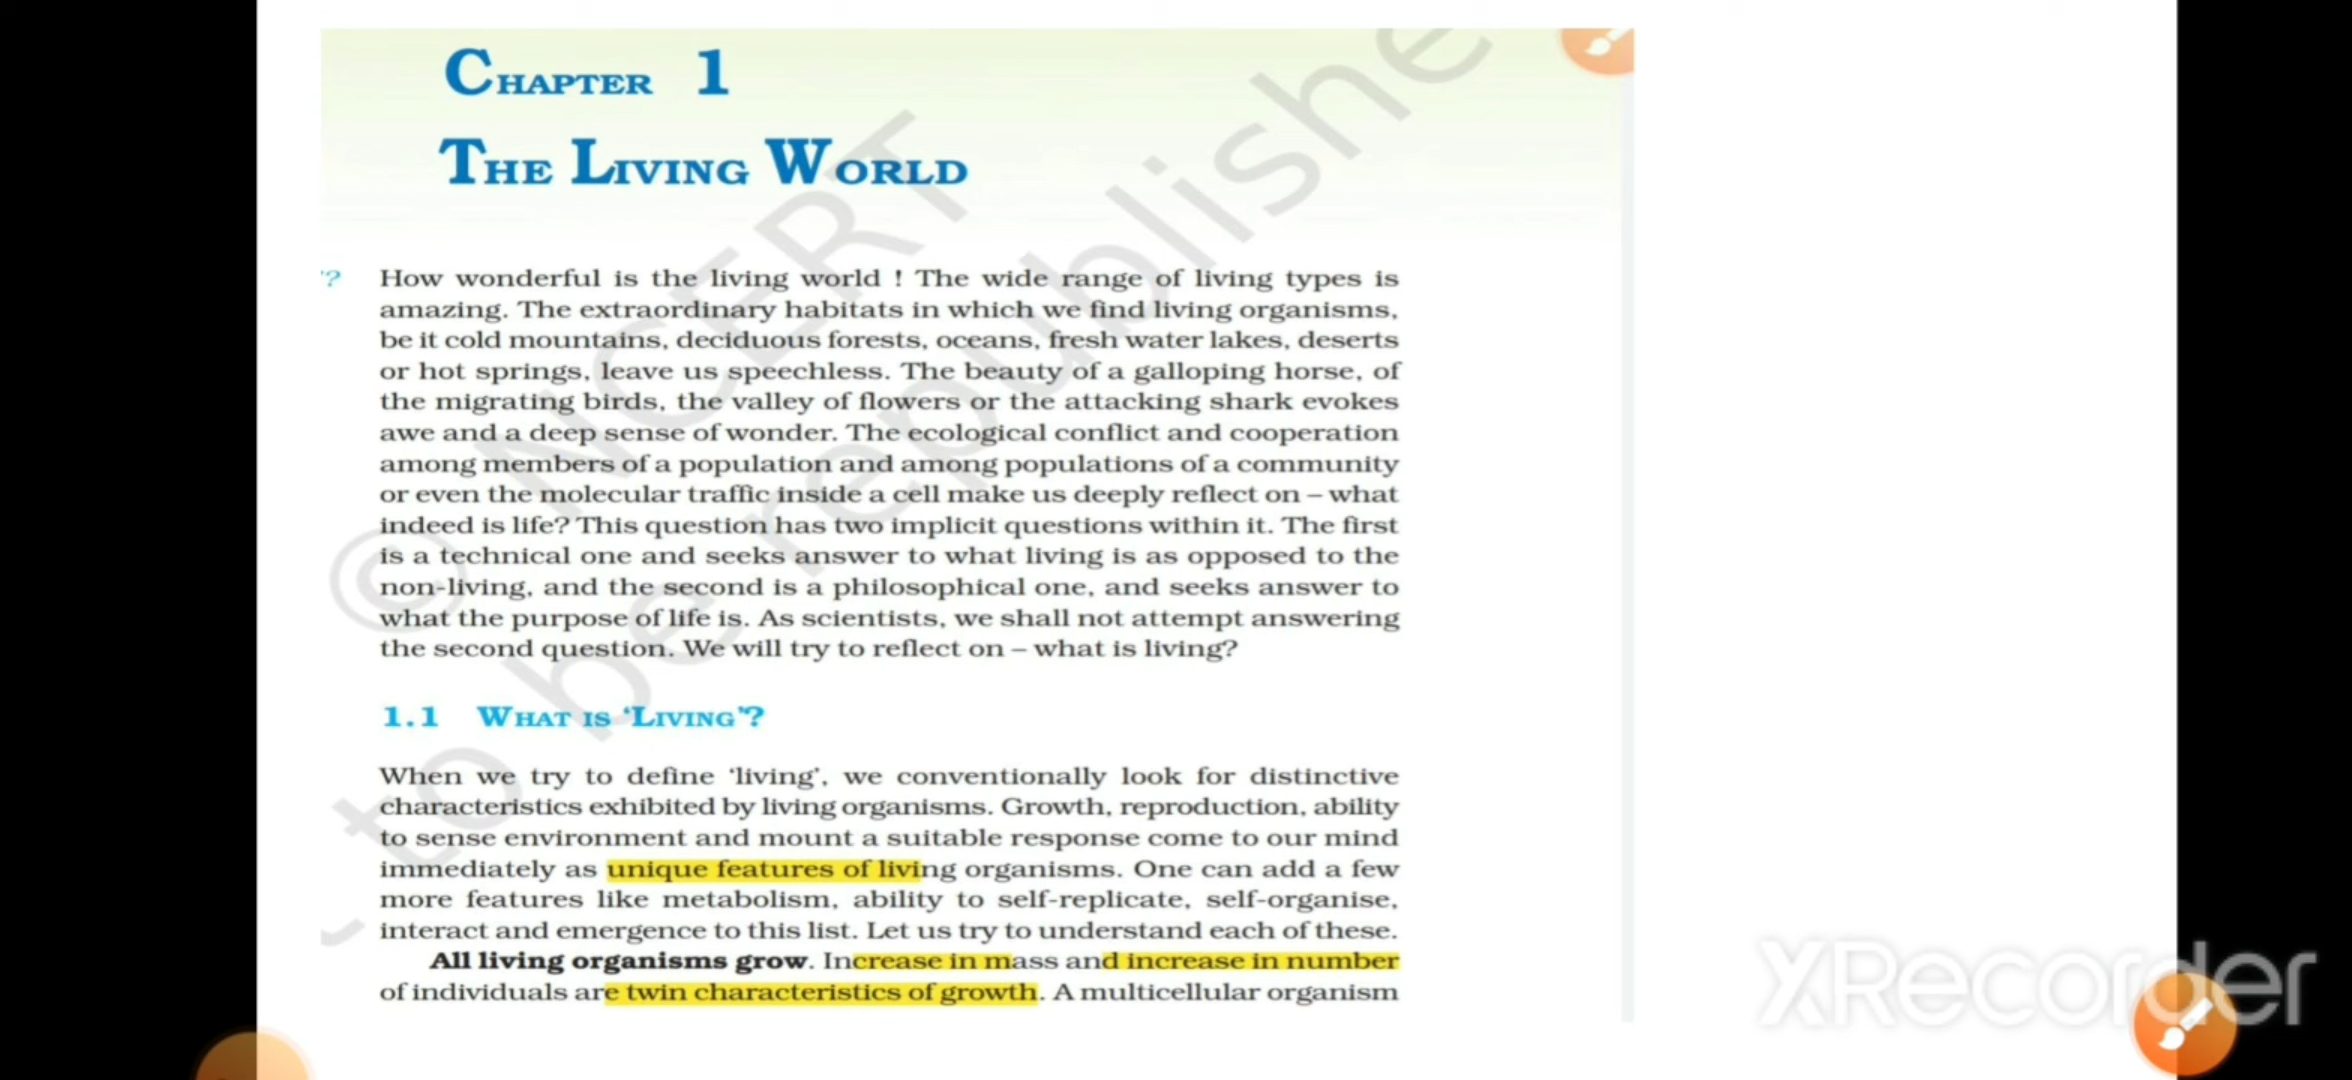 CHAPTER 1
THE LIVING WORLD
'?
How wonderful is the living world ! The wide range of living types is
amazing. The extraordinary habitats in which we find living organisms,
be it cold mountains, deciduous forests, oceans, fresh water lakes, deserts
or hot springs, leave us speechless. The beauty of a galloping horse, of
the migrating birds, the valley of flowers or the attacking shark evokes
awe and a deep sense of wonder. The ecological conflict and cooperation
among members of a population and among populations of a community
or even the molecular traffic inside a cell make us deeply reflect on – what
indeed is life? This question has two implicit questions within it. The first
is a technical one and seeks answer to what living is as opposed to the
non-living, and the second is a philosophical one, and seeks answer to
what the purpose of life is. As scientists, we shall not attempt answering
the second question. We will try to reflect on – what is living?
1.1 WHAT IS ‘LIVING’?
When we try to define ‘living’, we conventionally look for distinctive
characteristics exhibited by living organisms. Growth, reproduction, ability
to sense environment and mount a suitable response come to our mind
immediately as unique features of living organisms. One can add a few
more features like metabolism, ability to self-replicate, self-organise,
interact and emergence to this list. Let us try to understand each of these.
All living organisms grow. Increase in mass and increase in number
of individuals are twin characteristics of growth. A multicellular organism
© NCERT
to be republishe
XRecorder